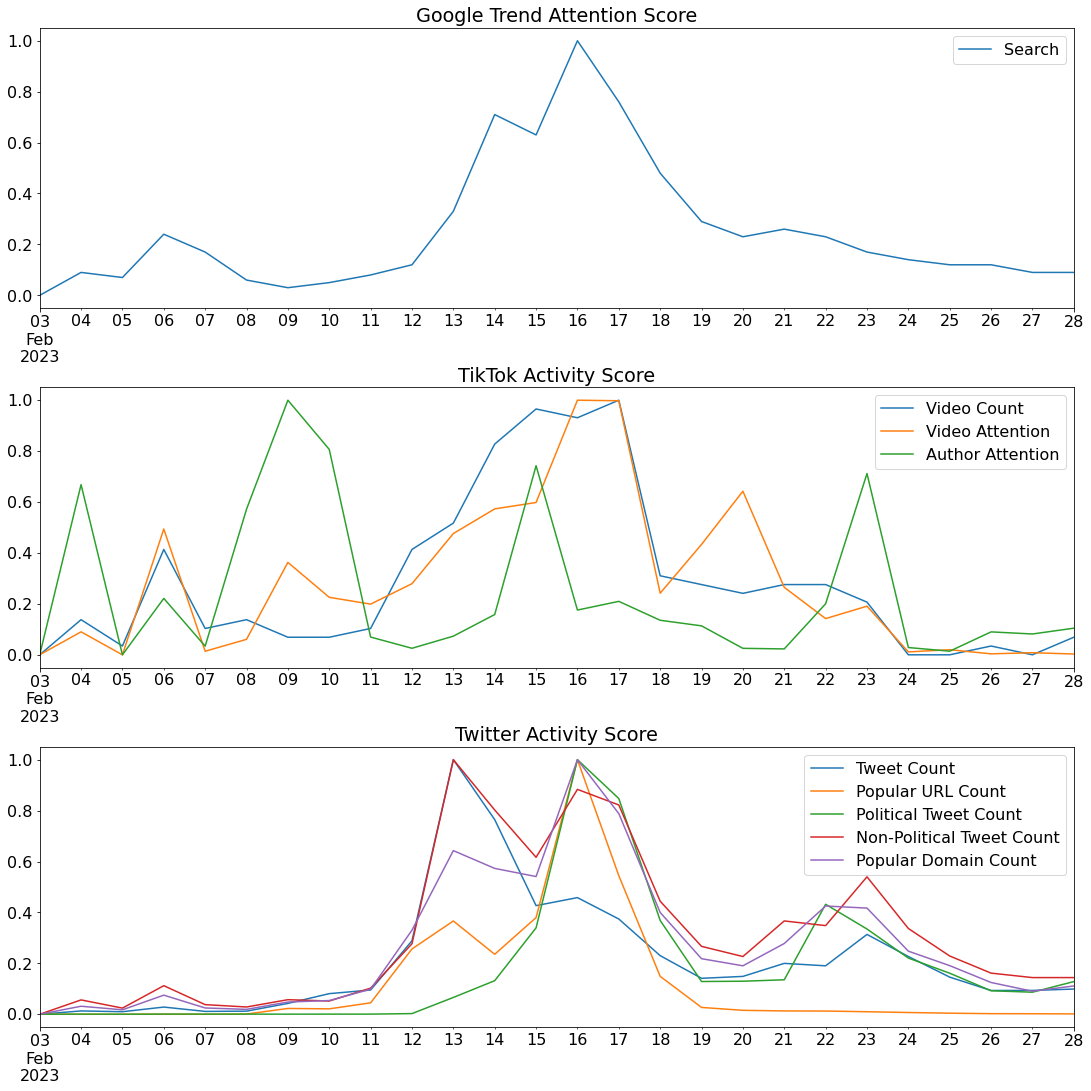 Google Trend Attention Score
1.0
0.8
0.6
0.4
0.2
0.0
Search
03 04 05 06 07 08 09 10 11 12 13 14 15 16 17 18 19 20 21 22 23 24 25 26 27 28
Feb
2023
TikTok Activity Score
1.0
0.8
0.6
0.4
0.2
0.0
Video Count
Video Attention
Author Attention
03 04 05 06 07 08 09 10 11 12 13 14 15 16 17 18 19 20 21 22 23 24 25 26 27 28
Feb
2023
Twitter Activity Score
1.0
0.8
0.6
0.4
0.2
0.0
Tweet Count
Popular URL Count
Political Tweet Count
Non-Political Tweet Count
Popular Domain Count
03 04 05 06 07 08 09 10 11 12 13 14 15 16 17 18 19 20 21 22 23 24 25 26 27 28
Feb
2023